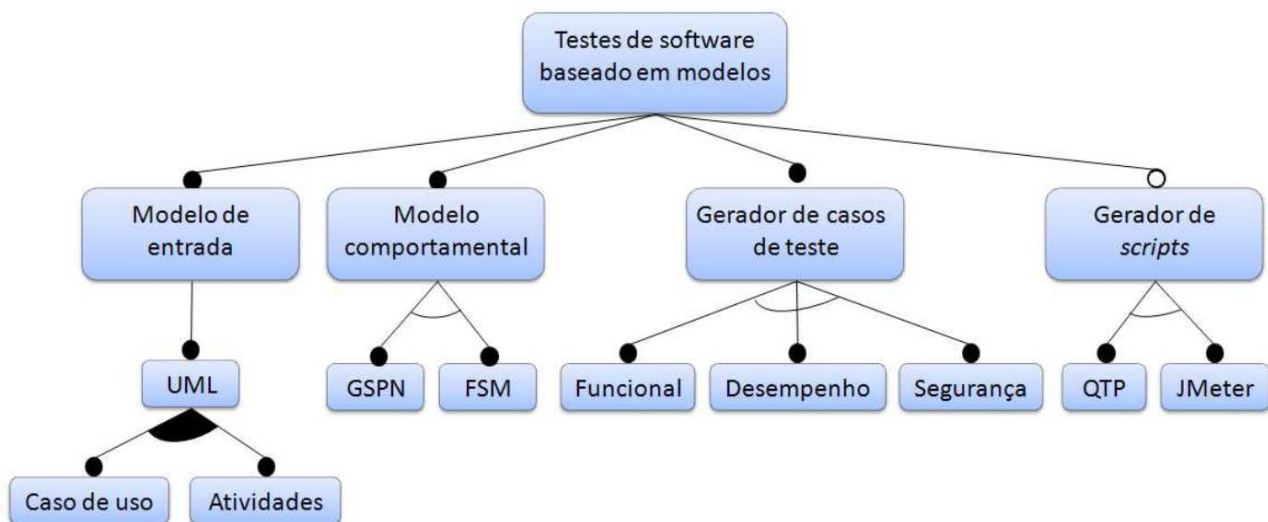 Testes de software
baseado em modelos
Modelo de
entrada
Modelo
comportamental
Gerador de casos
de teste
Gerador de
scripts
UML
GSPN
FSM
Funcional
Desempenho
Segurança
QTP
JMeter
Caso de uso
Atividades